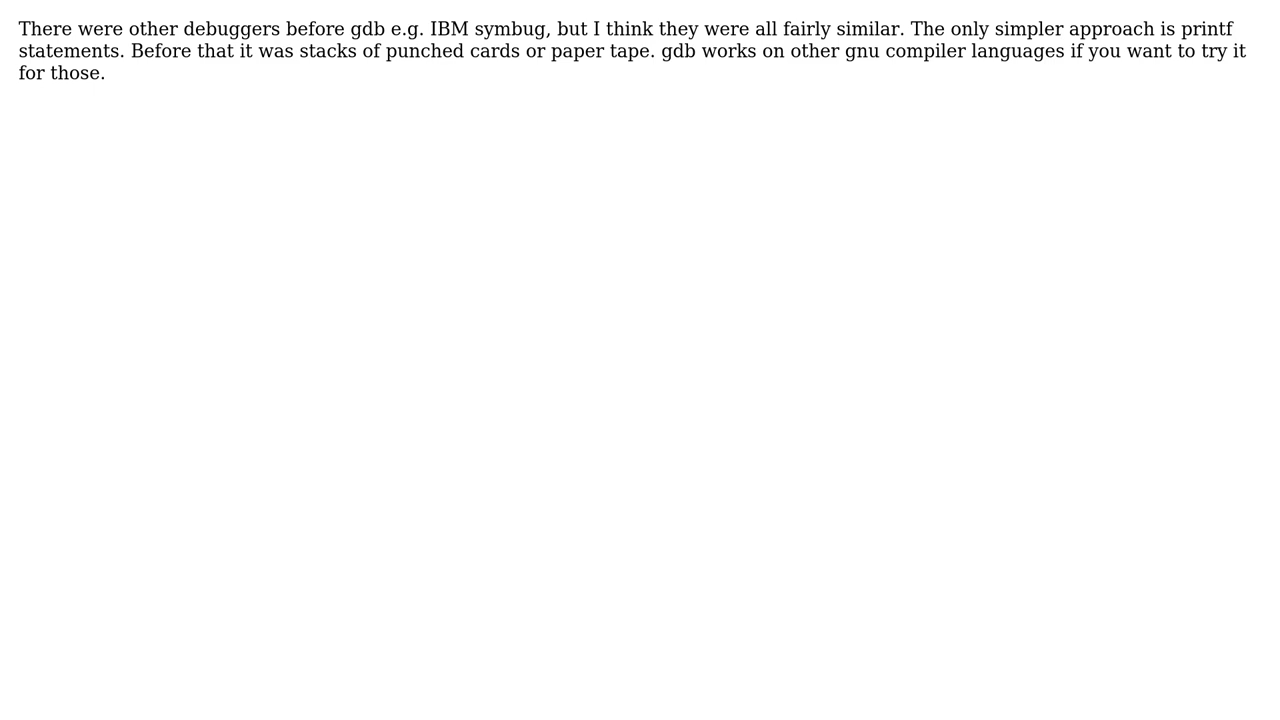 There were other debuggers before gdb e.g. IBM symbug, but I think they were all fairly similar. The only simpler approach is printf
statements. Before that it was stacks of punched cards or paper tape. gdb works on other gnu compiler languages if you want to try it
for those.